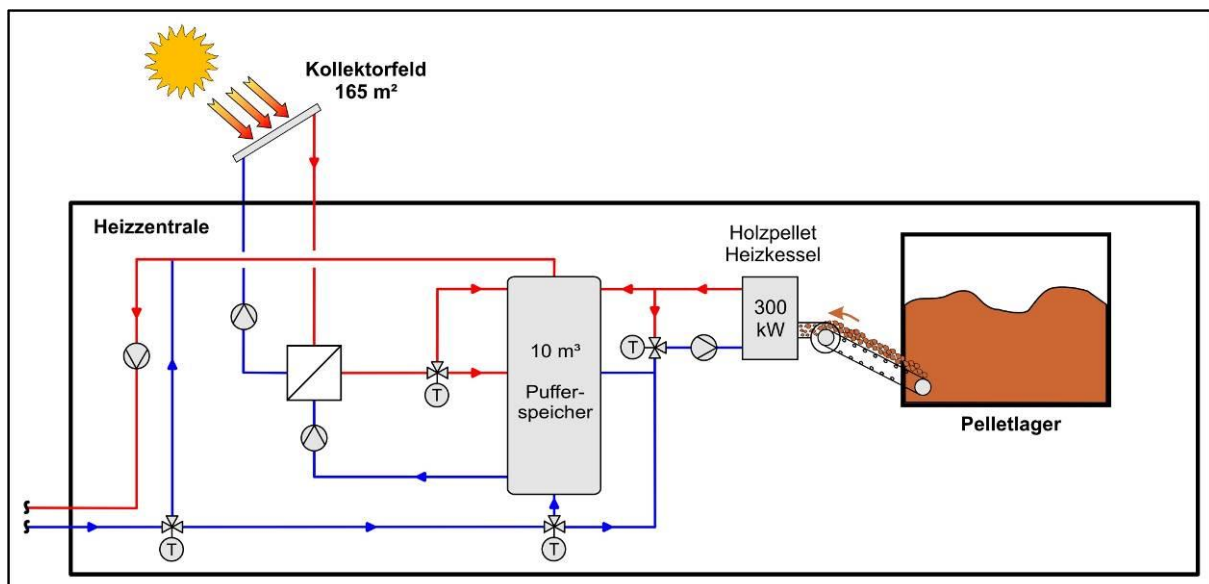 Kollektorfeld
165 m²
Heizzentrale
Holzpellet
Heizkessel
300
kW
T
10 m³
Puffer-
speicher
T
Pelletlager
T
T